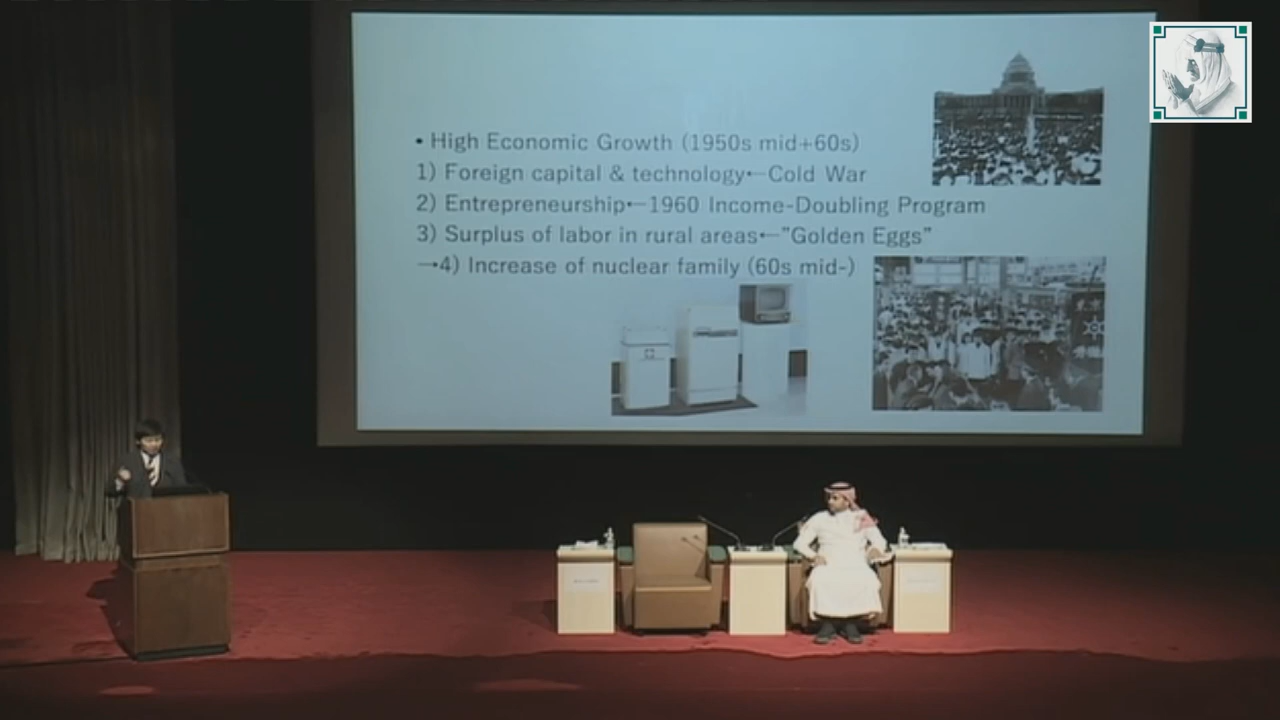 • High Economic Growth (1950s mid+60s)
1) Foreign capital & technology←Cold War
2) Entrepreneurship←1960 Income-Doubling Program
3) Surplus of labor in rural areas←"Golden Eggs"
→4) Increase of nuclear family (60s mid-)